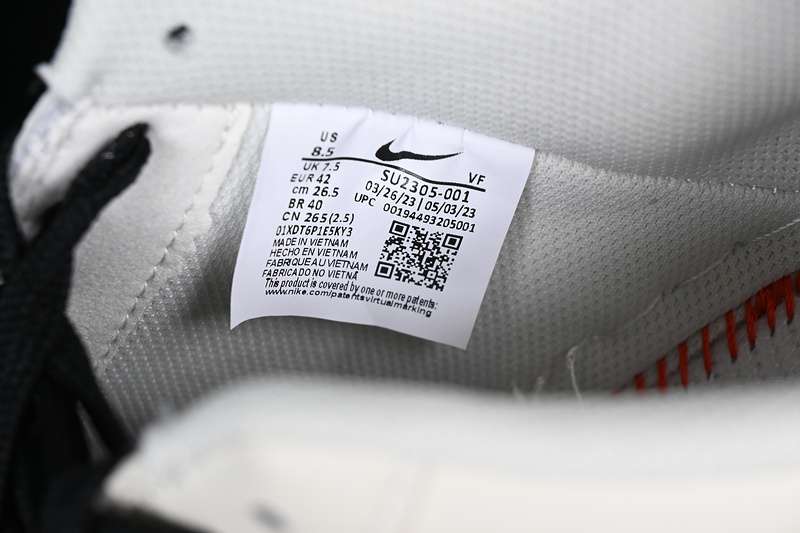 US
8.5
UK 7.5
EUR 42
cm 26.5
BR 40
CN 26.5(2.5)
01XDT6P1E5KY3
MADE IN VIETNAM
HECHO EN VIETNAM
FABRIQUE AU VIETNAM
FABRICADO NO VIETNÃ
This product is covered by one or more patents:
www.nike.com/patentsvirtualmarking
VF
SU2305-001
03/26/23 | 05/03/23
UPC 00194493205001